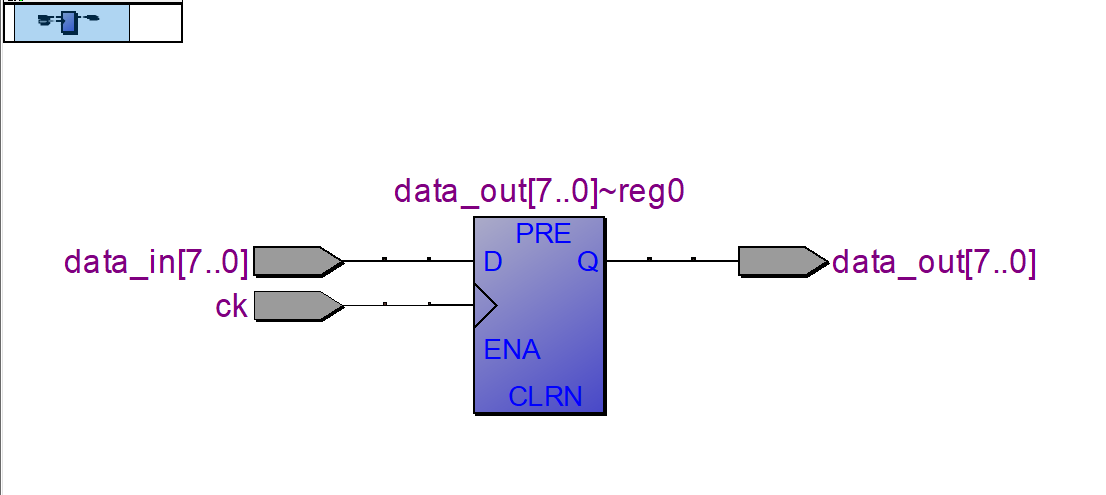 data_out[7..0]~reg0
PRE
data_in[7..0]
D
Q
data_out[7..0]
ck
ENA
CLRN